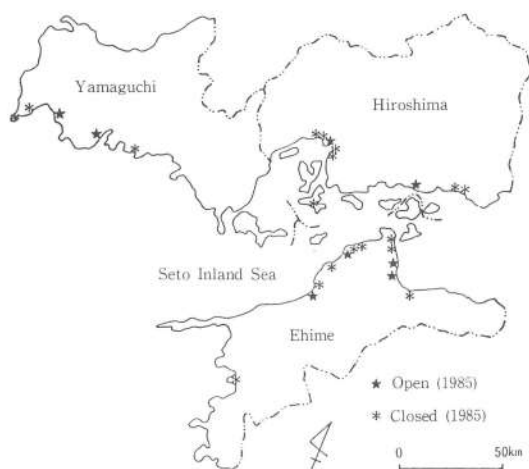 Yamaguchi
Hiroshima
Seto Inland Sea
Ehime
★ Open (1985)
* Closed (1985)
0 50km